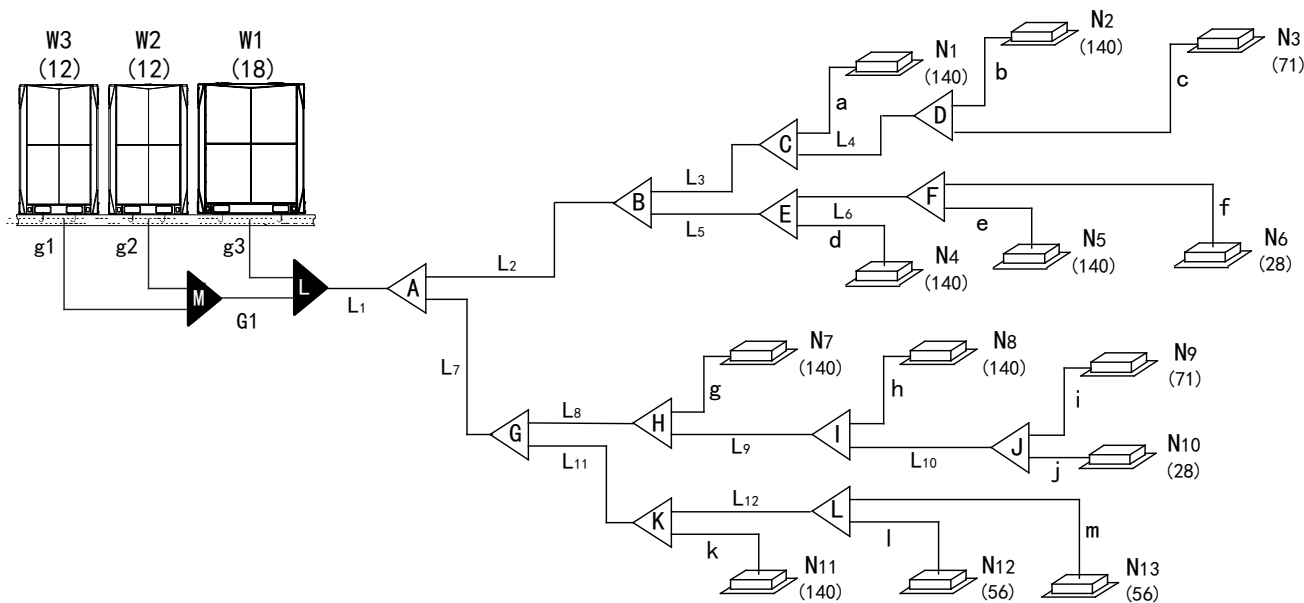 W3
(12)
W2
(12)
W1
(18)
g1
g2
g3
M
L
G1
L1
A
L2
L7
B
L3
L5
C
a
L4
D
b
c
N1
(140)
N2
(140)
N3
(71)
E
L6
d
F
e
f
N4
(140)
N5
(140)
N6
(28)
G
L8
L11
H
g
L9
I
h
L10
J
i
j
N7
(140)
N8
(140)
N9
(71)
N10
(28)
K
L12
k
L
l
m
N11
(140)
N12
(56)
N13
(56)